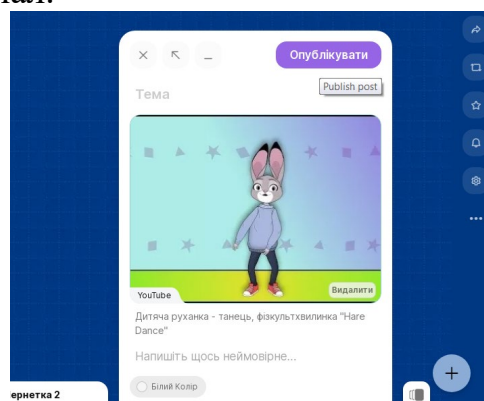 Опублікувати
Publish post
Тема
YouTube
Видалити
Дитяча руханка - танець, фізкультхвилинка "Hare
Dance"
Напишіть щось неймовірне...
Білий Колір
ернетка 2